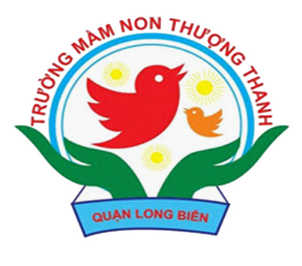 TRƯỜNG MẦM NON THƯỢNG THANH
QUẬN LONG BIÊN